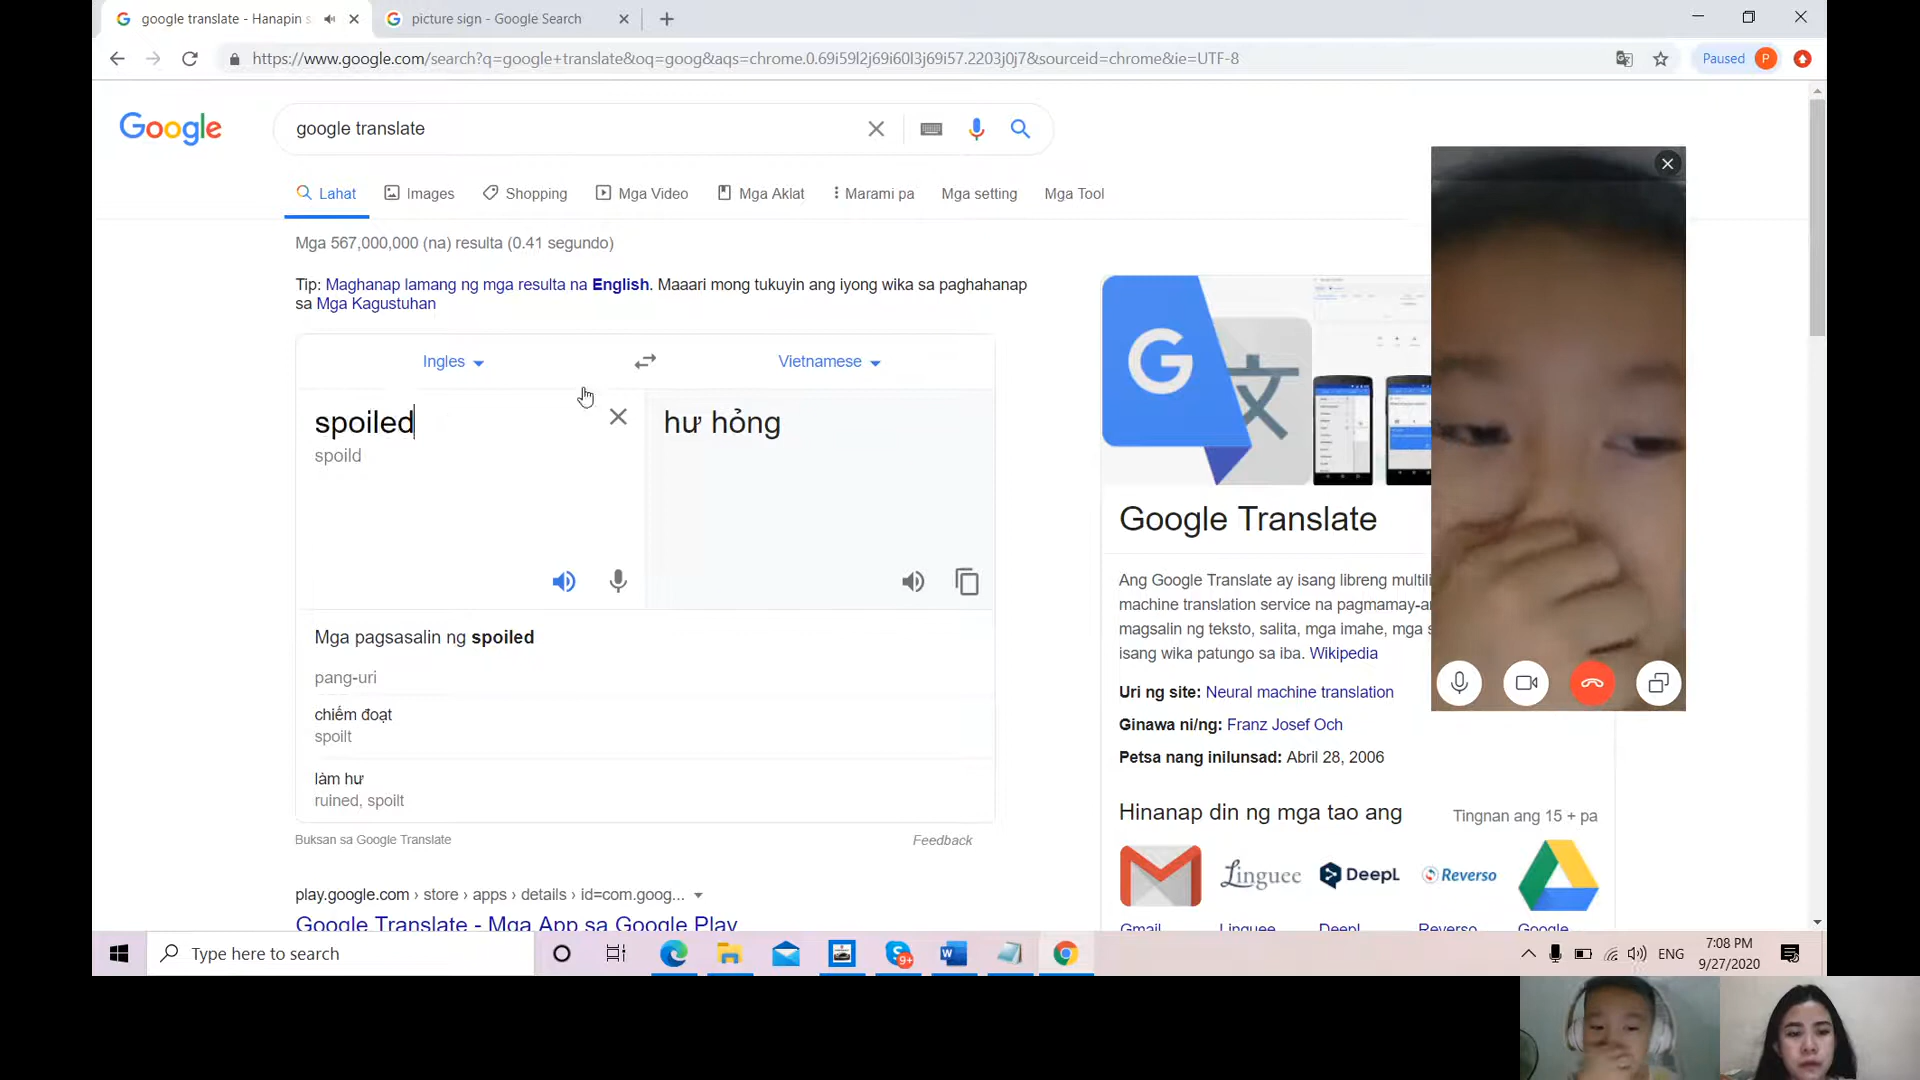 google translate - Hanapin s
picture sign - Google Search
https://www.google.com/search?q=google+translate&oq=goog&aqs=chrome.0.69i59l2j69i60l3j69i57.2203j0j7&sourceid=chrome&ie=UTF-8
Paused
P
Google
google translate
Lahat
Images
Shopping
Mga Video
Mga Aklat
Marami pa
Mga setting
Mga Tool
Mga 567,000,000 (na) resulta (0.41 segundo)
Tip: Maghanap lamang ng mga resulta na English. Maaari mong tukuyin ang iyong wika sa paghahanap
sa Mga Kagustuhan
Ingles
Vietnamese
spoiled
hư hỏng
spoild
Mga pagsasalin ng spoiled
pang-uri
chiếm đoạt
spoilt
làm hư
ruined, spoilt
Buksan sa Google Translate
Feedback
play.google.com › store › apps › details › id=com.goog...
Google Translate - Mga App sa Google Play
G
文
Google Translate
Ang Google Translate ay isang libreng multili
machine translation service na pagmamay-ar
magsalin ng teksto, salita, mga imahe, mga s
isang wika patungo sa iba. Wikipedia
Uri ng site: Neural machine translation
Ginawa ni/ng: Franz Josef Och
Petsa nang inilunsad: Abril 28, 2006
Hinanap din ng mga tao ang
Tingnan ang 15 + pa
Linguee
DeepL
Reverso
Gmail
Linguee
Deepl
Reverso
Google
Type here to search
9+
W
ENG
7:08 PM
9/27/2020